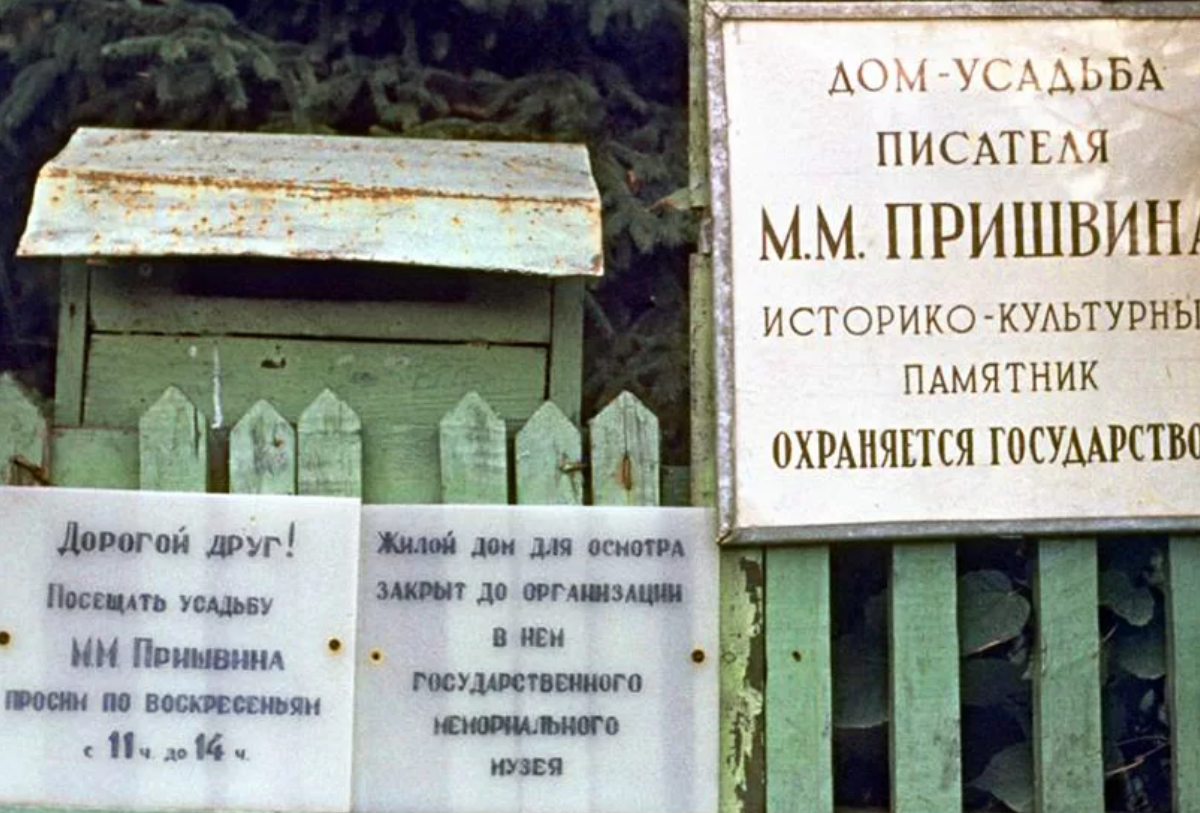 Дорогой друг!
Посещать усадьбу
М.М. Пришвина
просим по воскресеньям
с 11 ч. до 14 ч.
Жилой дом для осмотра
закрыт до организации
в нем
государственного
мемориального
музея
ДОМ-УСАДЬБА
ПИСАТЕЛЯ
М.М. ПРИШВИНА
ИСТОРИКО-КУЛЬТУРНЫ
ПАМЯТНИК
ОХРАНЯЕТСЯ ГОСУДАРСТВО